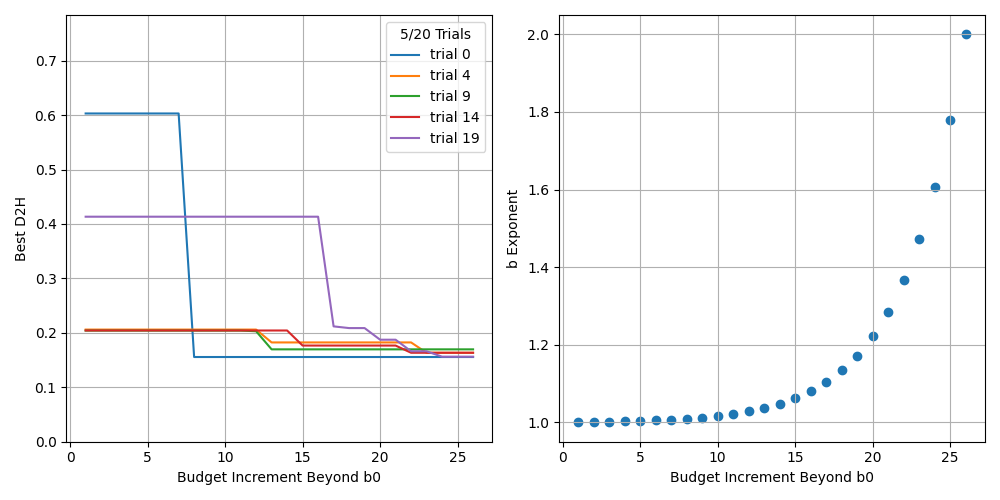 5/20 Trials
trial 0
trial 4
trial 9
trial 14
trial 19
Best D2H
0.7
0.6
0.5
0.4
0.3
0.2
0.1
0.0
0 5 10 15 20 25
Budget Increment Beyond b0
b Exponent
2.0
1.8
1.6
1.4
1.2
1.0
0 5 10 15 20 25
Budget Increment Beyond b0